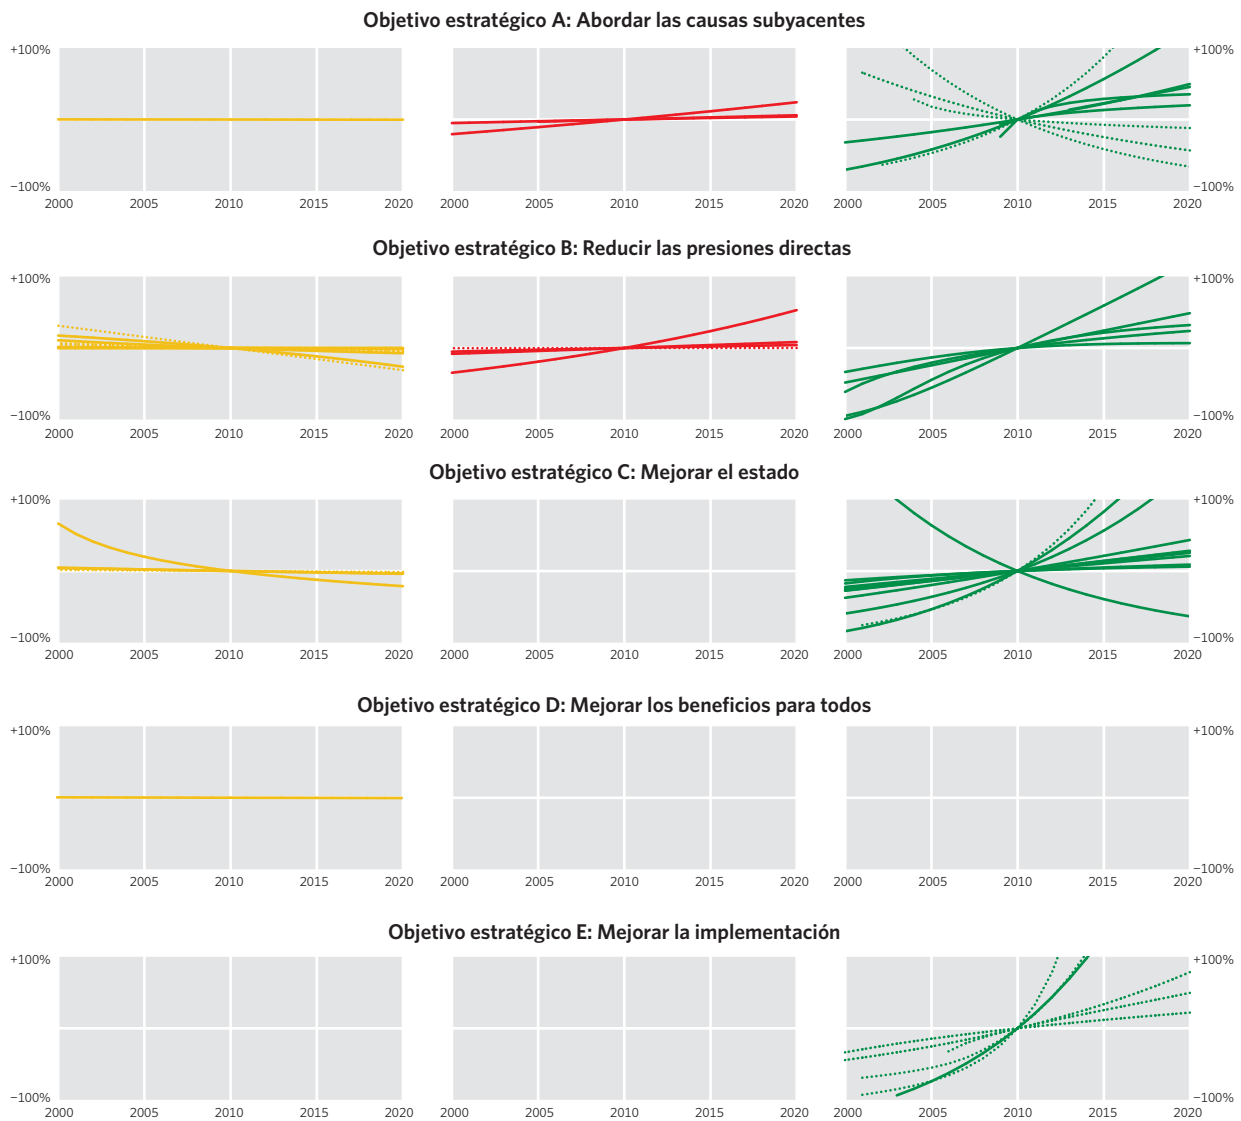 Objetivo estratégico A: Abordar las causas subyacentes
+100% +100%
−100% −100%
2000 2005 2010 2015 2020 2000 2005 2010 2015 2020 2000 2005 2010 2015 2020
Objetivo estratégico B: Reducir las presiones directas
+100% +100%
−100% −100%
2000 2005 2010 2015 2020 2000 2005 2010 2015 2020 2000 2005 2010 2015 2020
Objetivo estratégico C: Mejorar el estado
+100% +100%
−100% −100%
2000 2005 2010 2015 2020 2000 2005 2010 2015 2020 2000 2005 2010 2015 2020
Objetivo estratégico D: Mejorar los beneficios para todos
+100% +100%
−100% −100%
2000 2005 2010 2015 2020 2000 2005 2010 2015 2020 2000 2005 2010 2015 2020
Objetivo estratégico E: Mejorar la implementación
+100% +100%
−100% −100%
2000 2005 2010 2015 2020 2000 2005 2010 2015 2020 2000 2005 2010 2015 2020